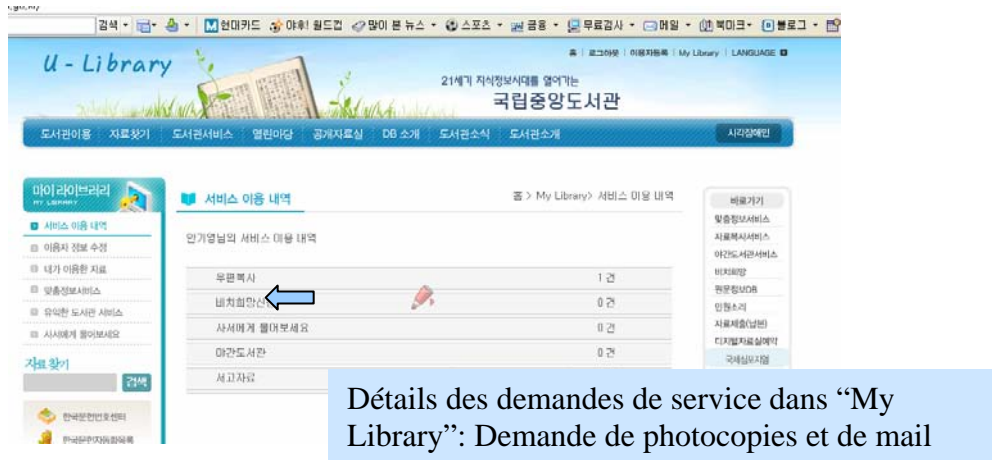 검색
현대카드
야후! 월드컵
많이 본 뉴스
스포츠
금융
무료검사
메일
북마크
블로그
홈 | 로그아웃 | 이용자등록 | My Library | LANGUAGE
U - Library
21세기 지식정보시대를 열어가는
국립중앙도서관
도서관이용
자료찾기
도서관서비스
열린마당
공개자료실
DB 소개
도서관소식
도서관소개
시각장애인
마이 라이브러리
MY LIBRARY
서비스 이용 내역
이용자 정보 수정
내가 이용한 자료
맞춤정보서비스
유익한 도서관 서비스
사서에게 물어보세요
자료 찾기
검색
서비스 이용 내역
홈 > My Library> 서비스 이용 내역
안기영님의 서비스 이용 내역
우편복사 1 건
비치희망신 0 건
사서에게 물어보세요 0 건
야간도서관 0 건
서고자료
바로가기
맞춤정보서비스
자료복사서비스
야간도서관서비스
비치희망
원문정보DB
민원소리
자료제출(납본)
디지털자료실예약
국제심포지엄
한국문헌번호센터
한국문헌자동화목록
Détails des demandes de service dans “My
Library”: Demande de photocopies et de mail